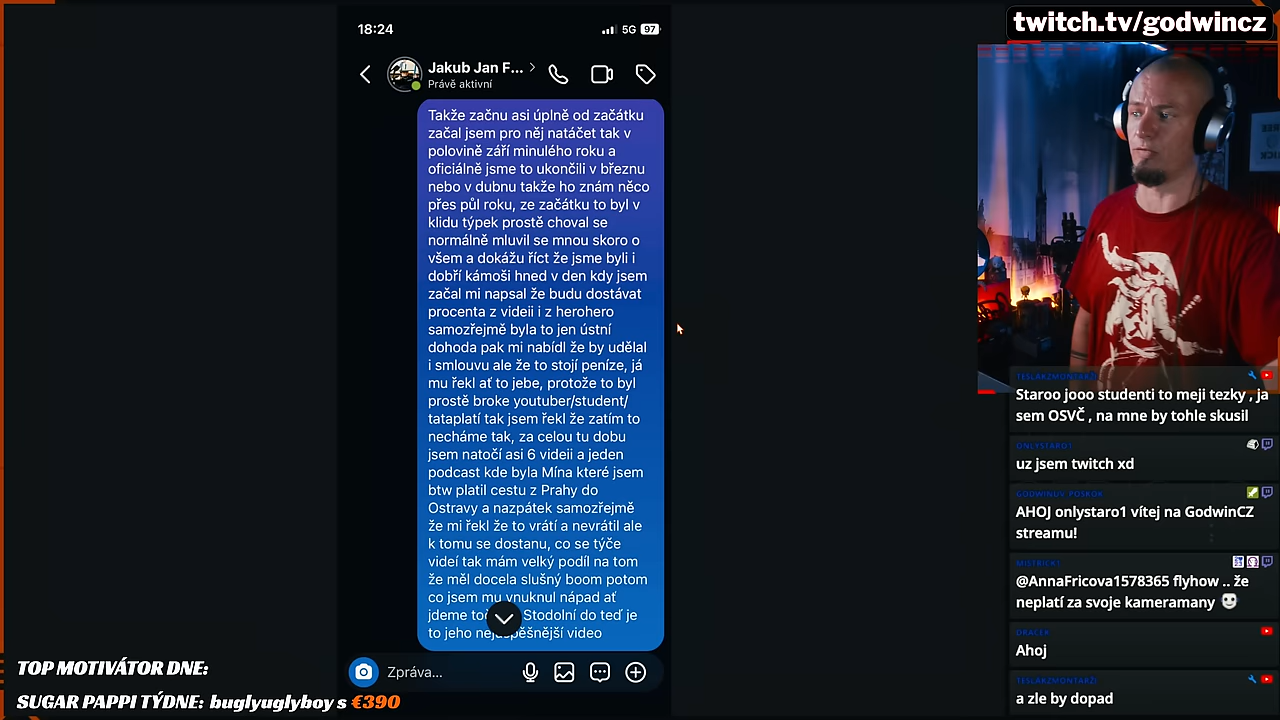 twitch.tv/godwincz
18:24
5G 97
Jakub Jan F...
Právě aktivní
Takže začnu asi úplně od začátku
začal jsem pro něj natáčet tak v
polovině září minulého roku a
oficiálně jsme to ukončili v březnu
nebo v dubnu takže ho znám něco
přes půl roku, ze začátku to byl v
klidu týpek prostě choval se
normálně mluvil se mnou skoro o
všem a dokážu říct že jsme byli i
dobří kámoši hned v den kdy jsem
začal mi napsal že budu dostávat
procenta z videii i z herohero
samozřejmě byla to jen ústní
dohoda pak mi nabídl že by udělal
i smlouvu ale že to stojí peníze, já
mu řekl ať to jebe, protože to byl
prostě broke youtuber/student/
tataplatí tak jsem řekl že zatím to
necháme tak, za celou tu dobu
jsem natočí asi 6 videii a jeden
podcast kde byla Mína které jsem
btw platil cestu z Prahy do
Ostravy a nazpátek samozřejmě
že mi řekl že to vrátí a nevrátil ale
k tomu se dostanu, co se týče
videí tak mám velký podíl na tom
že měl docela slušný boom potom
co jsem mu vnuknul nápad ať
jdeme Stodolní do teď je
to jeho video
Zpráva...
TESLAKZMONTARZI
Staroo jooo studenti to meji tezky , ja
sem OSVČ , na mne by tohle skusil
ONLYSTARO1
uz jsem twitch xd
GODWINUV_POSKOK
AHOJ onlystaro1 vítej na GodwinCZ
streamu!
MISTRICK1
@AnnaFricova1578365 flyhow .. že
neplatí za svoje kameramany
DRACEK
Ahoj
TESLAKZMONTARZI
a zle by dopad
TOP MOTIVÁTOR DNE:
SUGAR PAPPI TÝDNE: buglyuglyboy s €390